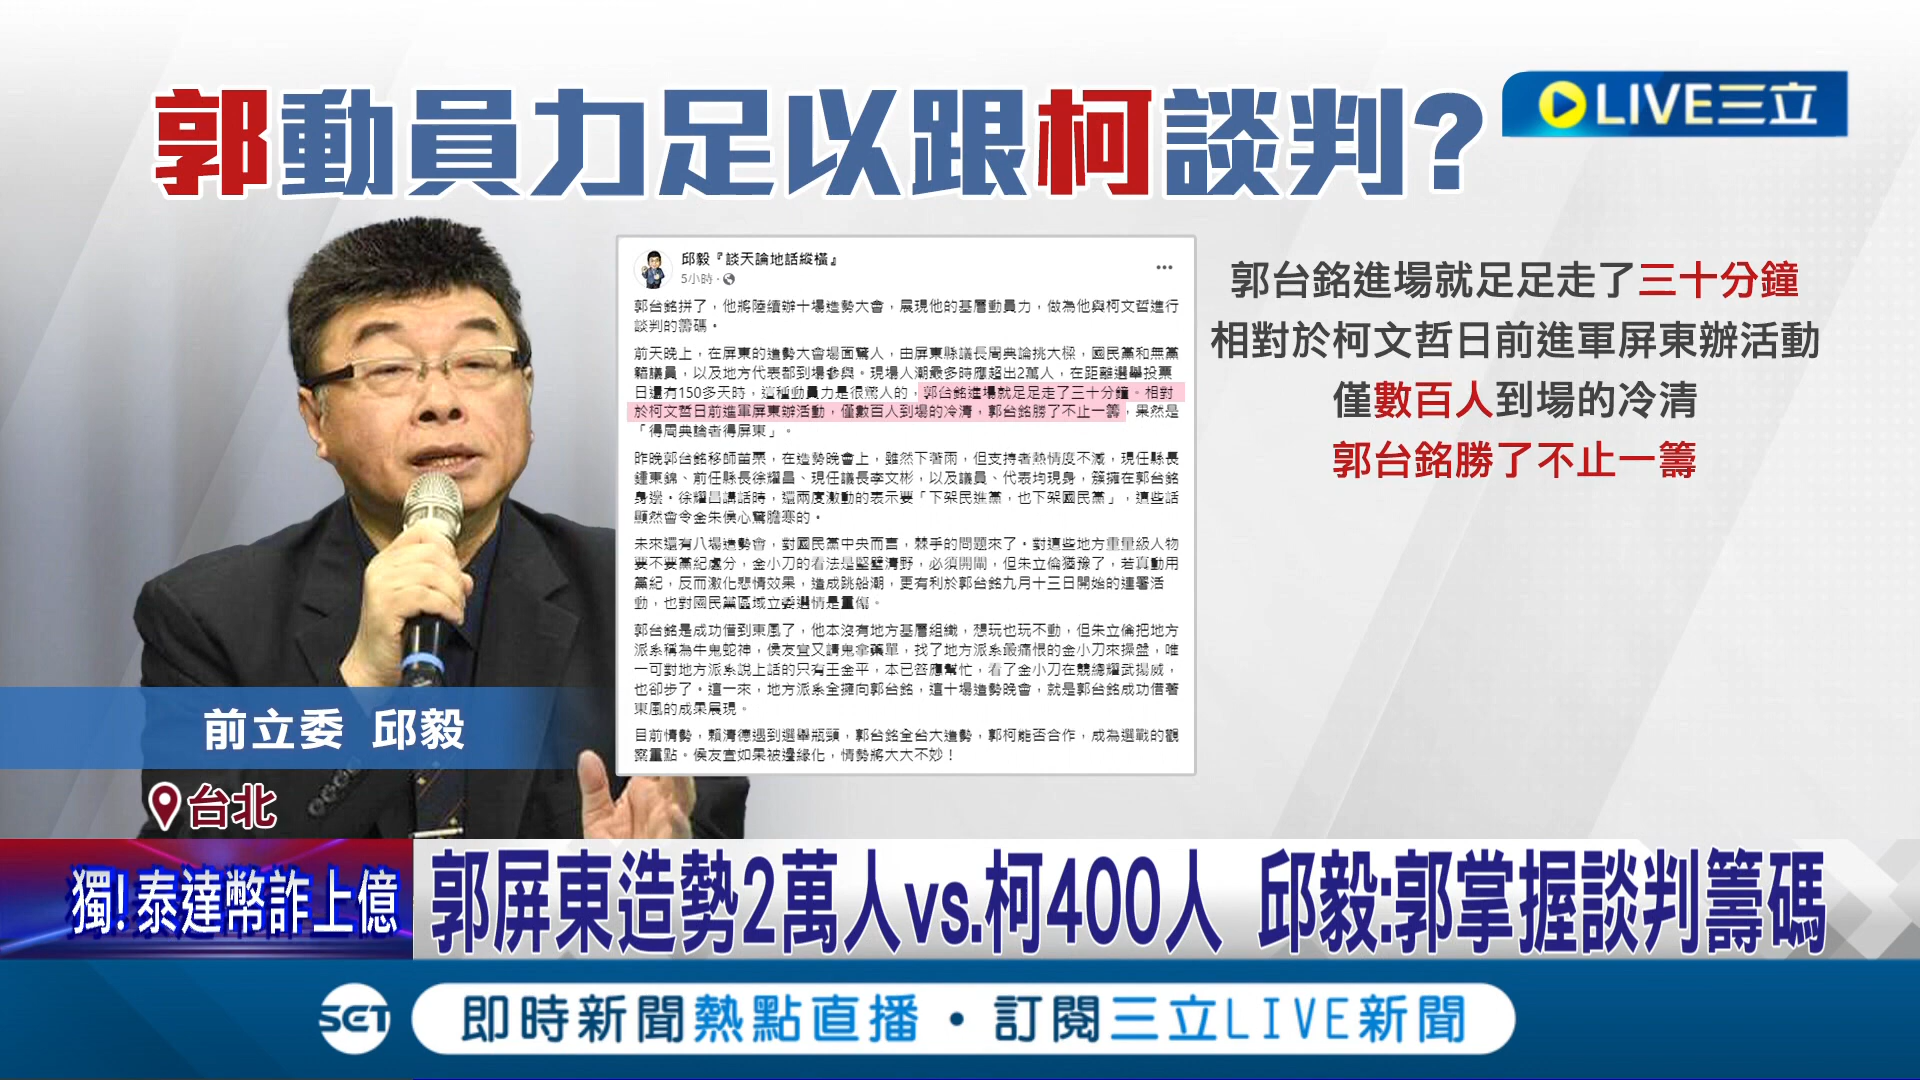 郭動員力足以跟柯談判?
LIVE三立
邱毅『談天論地話縱橫』
5小時·
郭台銘拼了，他將陸續辦十場造勢大會，展現他的基層動員力，做為他與柯文哲進行
談判的籌碼。
前天晚上，在屏東的造勢大會場面驚人，由屏東縣議長周典論挑大樑，國民黨和無黨
籍議員，以及地方代表都到場參與。現場人潮最多時應超出2萬人，在距離選舉投票
日還有150多天時，這種動員力是很驚人的，郭台銘進場就足足走了三十分鐘。相對
於柯文哲日前進軍屏東辦活動，僅數百人到場的冷清，郭台銘勝了不止一籌，果然是
「得周典論者得屏東」。
昨晚郭台銘移師苗栗，在造勢晚會上，雖然下著雨，但支持者熱情度不減，現任縣長
鍾東錦、前任縣長徐耀昌、現任議長李文彬，以及議員、代表均現身，簇擁在郭台銘
身邊。徐耀昌講話時，還兩度激動的表示要「下架民進黨，也下架國民黨」，這些話
顯然會令金朱侯心驚膽寒的。
未來還有八場造勢會，對國民黨中央而言，棘手的問題來了。對這些地方重量級人物
要不要黨紀處分，金小刀的看法是堅壁清野，必須開鍘，但朱立倫猶豫了，若真動用
黨紀，反而激化悲情效果，造成跳船潮，更有利於郭台銘九月十三日開始的連署活
動，也對國民黨區域立委選情是重傷。
郭台銘是成功借到東風了，他本沒有地方基層組織，想玩也玩不動，但朱立倫把地方
派系稱為牛鬼蛇神，侯友宜又請鬼拿藥單，找了地方派系最痛恨的金小刀來操盤，唯
一可對地方派系說上話的只有王金平，本已答應幫忙，看了金小刀在競總耀武揚威，
也卻步了。這一來，地方派系全擁向郭台銘，這十場造勢晚會，就是郭台銘成功借著
東風的成果展現。
目前情勢，賴清德遇到選舉瓶頸，郭台銘全台大造勢，郭柯能否合作，成為選戰的觀
察重點。侯友宜如果被邊緣化，情勢將大大不妙！
郭台銘進場就足足走了三十分鐘
相對於柯文哲日前進軍屏東辦活動
僅數百人到場的冷清
郭台銘勝了不止一籌
前立委 邱毅
台北
獨!泰達幣詐上億
郭屏東造勢2萬人vs.柯400人 邱毅:郭掌握談判籌碼
SET
即時新聞熱點直播・訂閱三立LIVE新聞